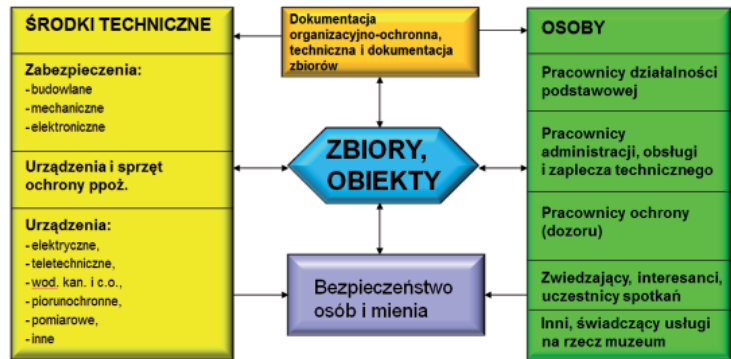 ŚRODKI TECHNICZNE
Zabezpieczenia:
- budowlane
- mechaniczne
- elektroniczne
Urządzenia i sprzęt
ochrony ppoż.
Urządzenia:
- elektryczne,
- teletechniczne,
- wod. kan. i c.o.,
- piorunochronne,
- pomiarowe,
- inne
Dokumentacja
organizacyjno-ochronna,
techniczna i dokumentacja
zbiorów
ZBIORY,
OBIEKTY
Bezpieczeństwo
osób i mienia
OSOBY
Pracownicy działalności
podstawowej
Pracownicy
administracji, obsługi
i zaplecza technicznego
Pracownicy ochrony
(dozoru)
Zwiedzający, interesanci,
uczestnicy spotkań
Inni, świadczący usługi
na rzecz muzeum